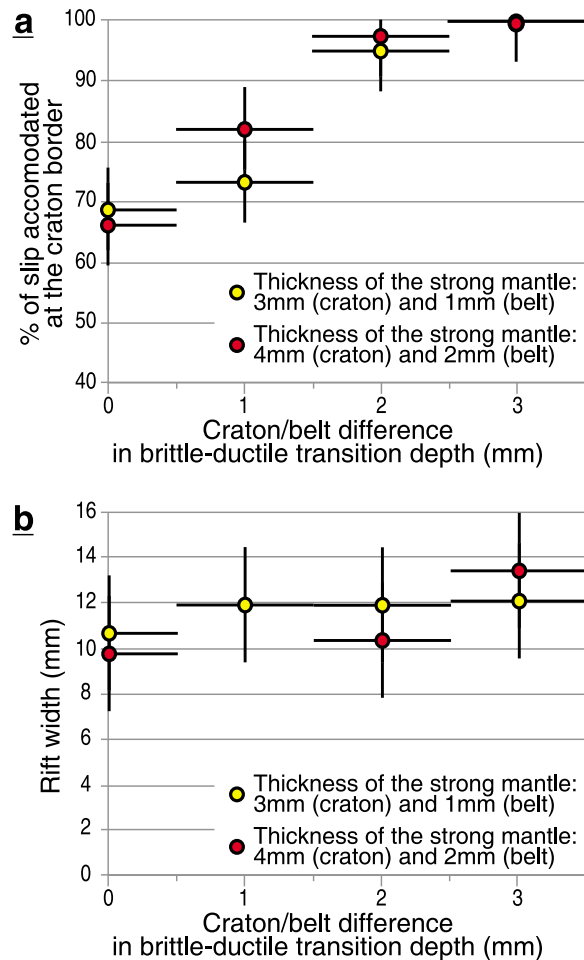 a
100
90
80
70
60
50
40
% of slip accomodated
at the craton border
Thickness of the strong mantle:
3mm (craton) and 1mm (belt)
Thickness of the strong mantle:
4mm (craton) and 2mm (belt)
0 1 2 3
Craton/belt difference
in brittle-ductile transition depth (mm)
b
16
14
12
10
8
6
4
2
0
Rift width (mm)
Thickness of the strong mantle:
3mm (craton) and 1mm (belt)
Thickness of the strong mantle:
4mm (craton) and 2mm (belt)
0 1 2 3
Craton/belt difference
in brittle-ductile transition depth (mm)